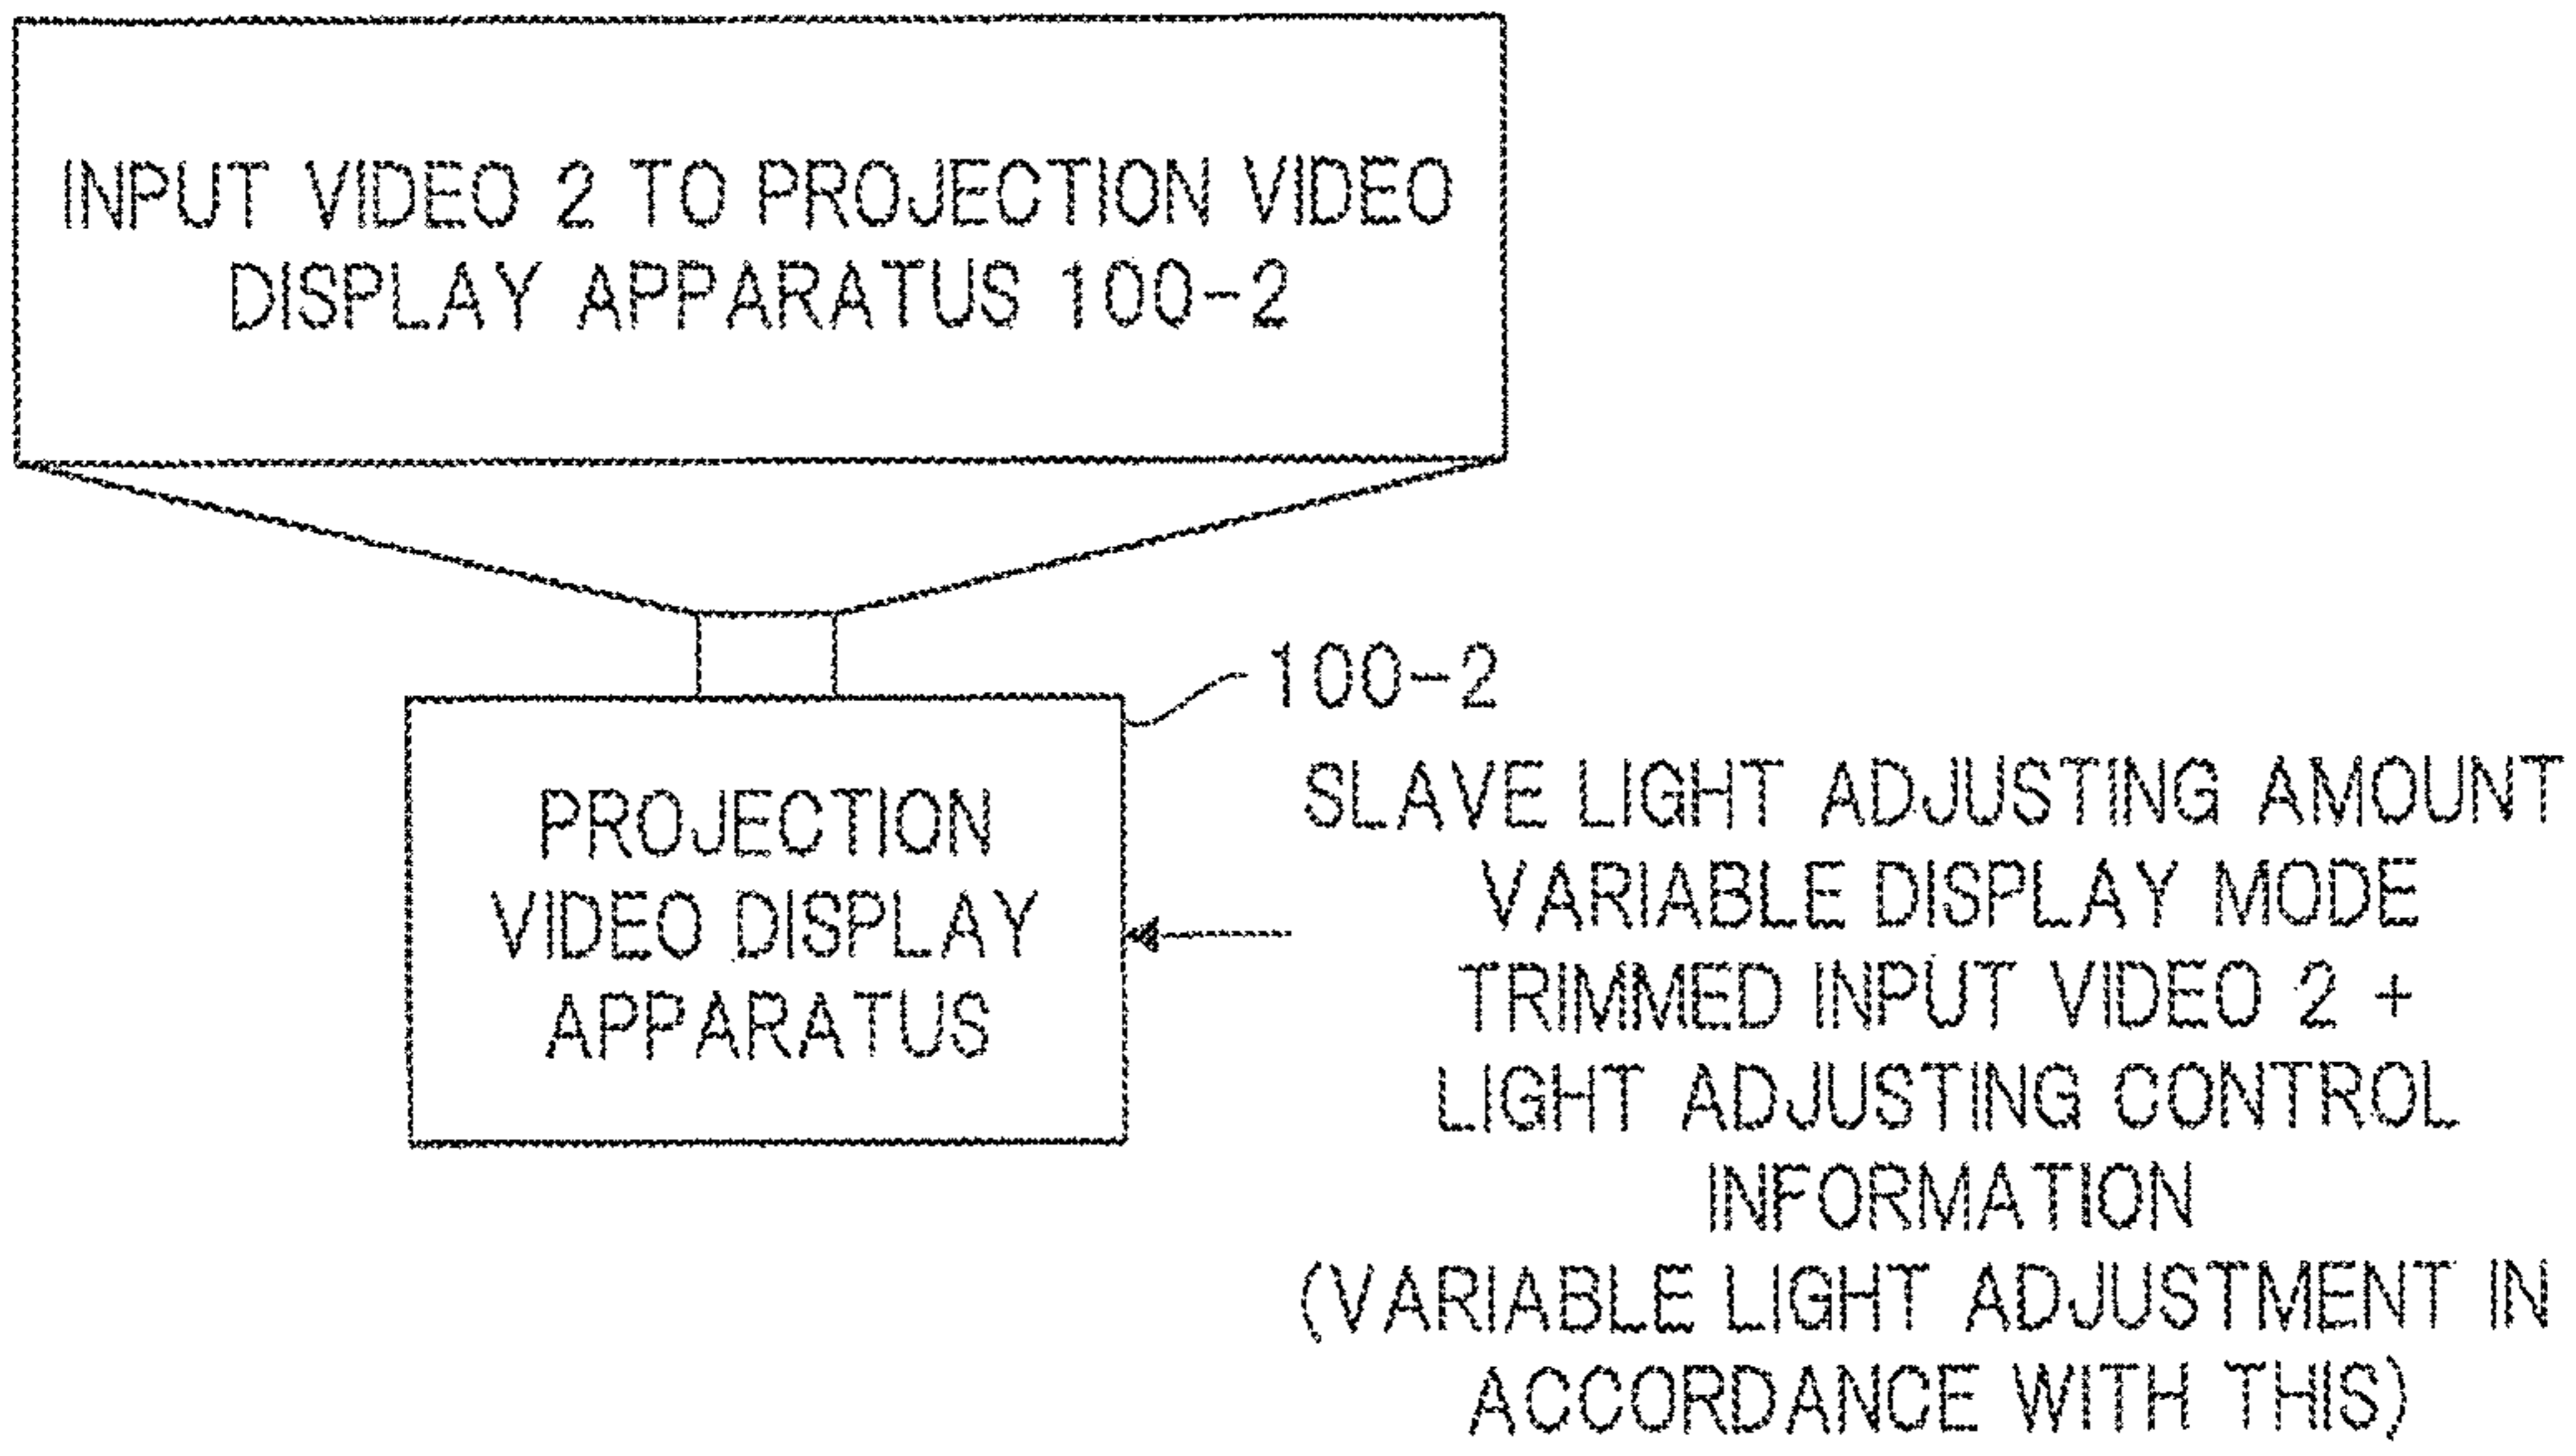 INPUT VIDEO 2 TO PROJECTION VIDEO
DISPLAY APPARATUS 100-2
100-2
PROJECTION
VIDEO DISPLAY
APPARATUS
SLAVE LIGHT ADJUSTING AMOUNT
VARIABLE DISPLAY MODE
TRIMMED INPUT VIDEO 2 +
LIGHT ADJUSTING CONTROL
INFORMATION
(VARIABLE LIGHT ADJUSTMENT IN
ACCORDANCE WITH THIS)